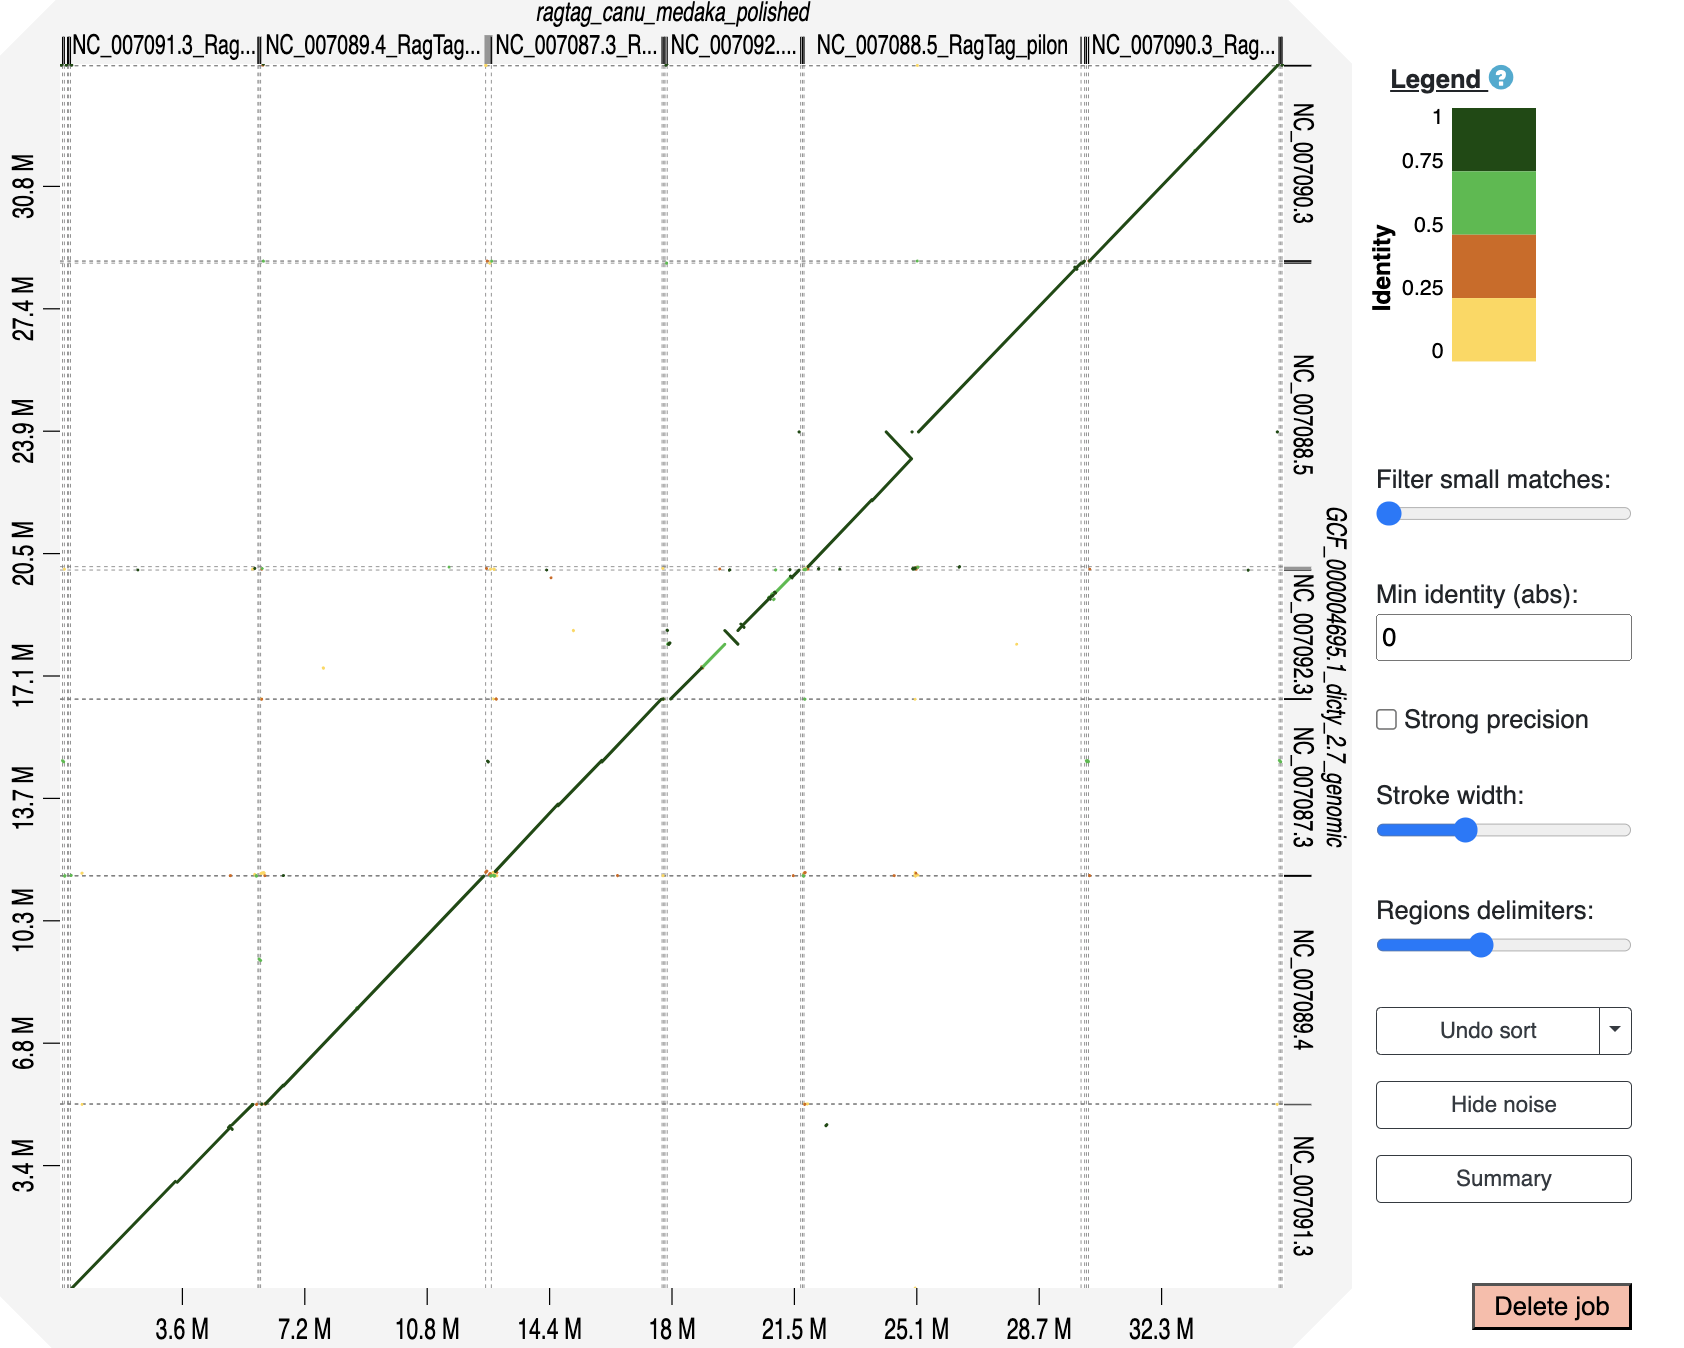 ragtag_canu_medaka_polished
NC_007091.3_Rag...
NC_007089.4_RagTag...
NC_007087.3_R...
NC_007092....
NC_007088.5_RagTag_pilon
NC_007090.3_Rag...
30.8 M
27.4 M
23.9 M
20.5 M
17.1 M
13.7 M
10.3 M
6.8 M
3.4 M
3.6 M
7.2 M
10.8 M
14.4 M
18 M
21.5 M
25.1 M
28.7 M
32.3 M
NC_007090.3
NC_007088.5
NC_007092.3
NC_007087.3
NC_007089.4
NC_007091.3
GCF_000004695.1_dicty_2.7_genomic
Legend ?
Identity
1
0.75
0.5
0.25
0
Filter small matches:
Min identity (abs):
0
Strong precision
Stroke width:
Regions delimiters:
Undo sort
Hide noise
Summary
Delete job